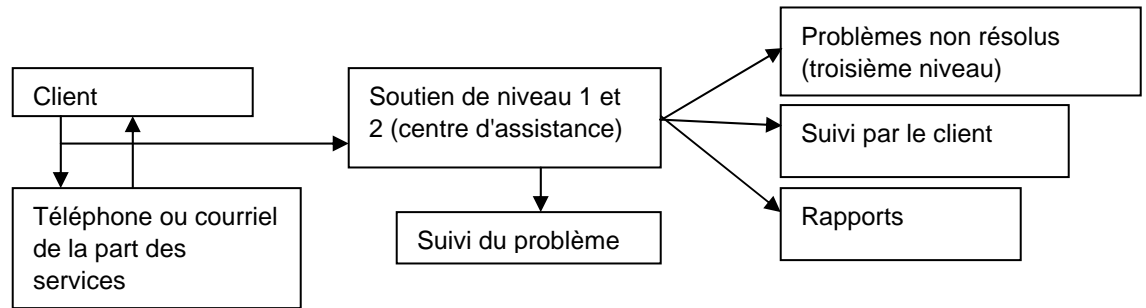 Client
Téléphone ou courriel
de la part des
services
Soutien de niveau 1 et
2 (centre d'assistance)
Suivi du problème
Problèmes non résolus
(troisième niveau)
Suivi par le client
Rapports